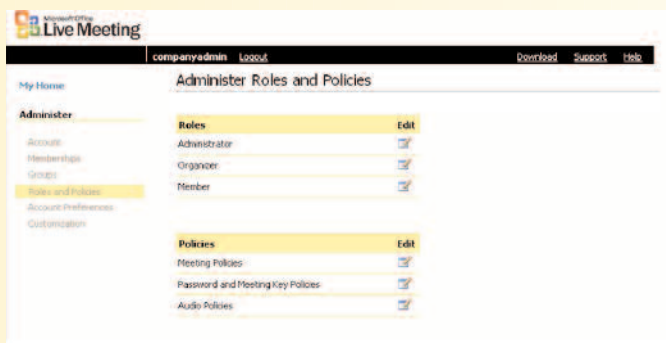 Microsoft Office
Live Meeting
companyadmin Logout Download Support Help
My Home
Administer Roles and Policies
Administer
Account
Memberships
Groups
Roles and Policies
Account Preferences
Customization
Roles Edit
Administrator
Organizer
Member
Policies Edit
Meeting Policies
Password and Meeting Key Policies
Audio Policies